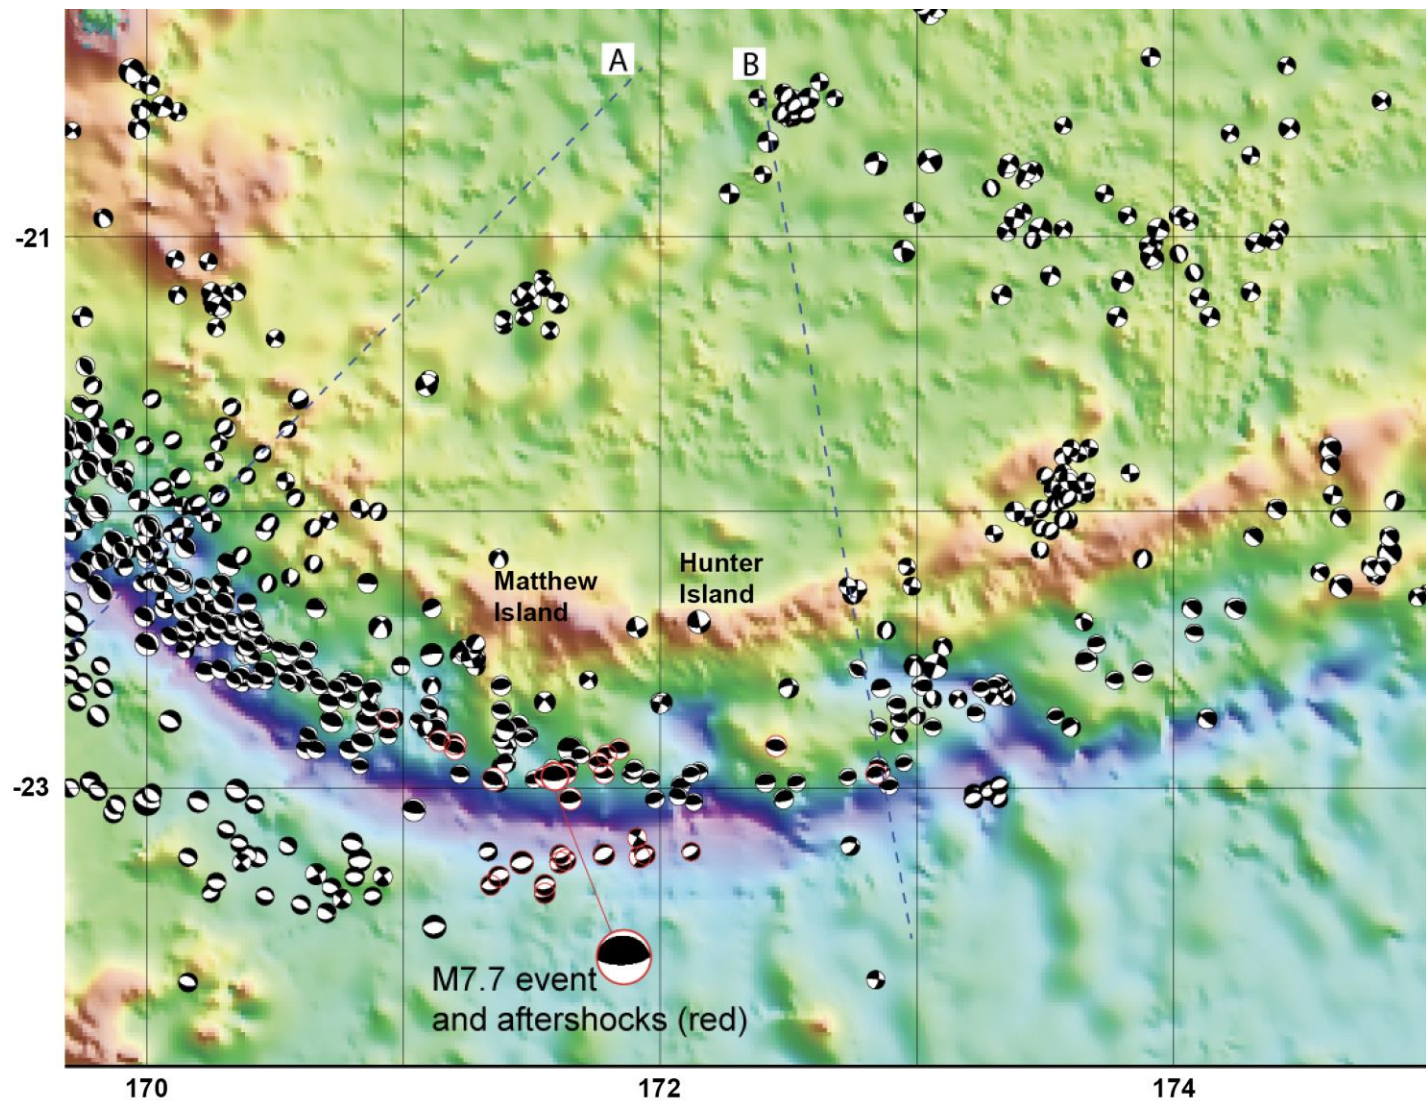 A
B
-21
Hunter
Island
Matthew
Island
-23
M7.7 event
and aftershocks (red)
170
172
174